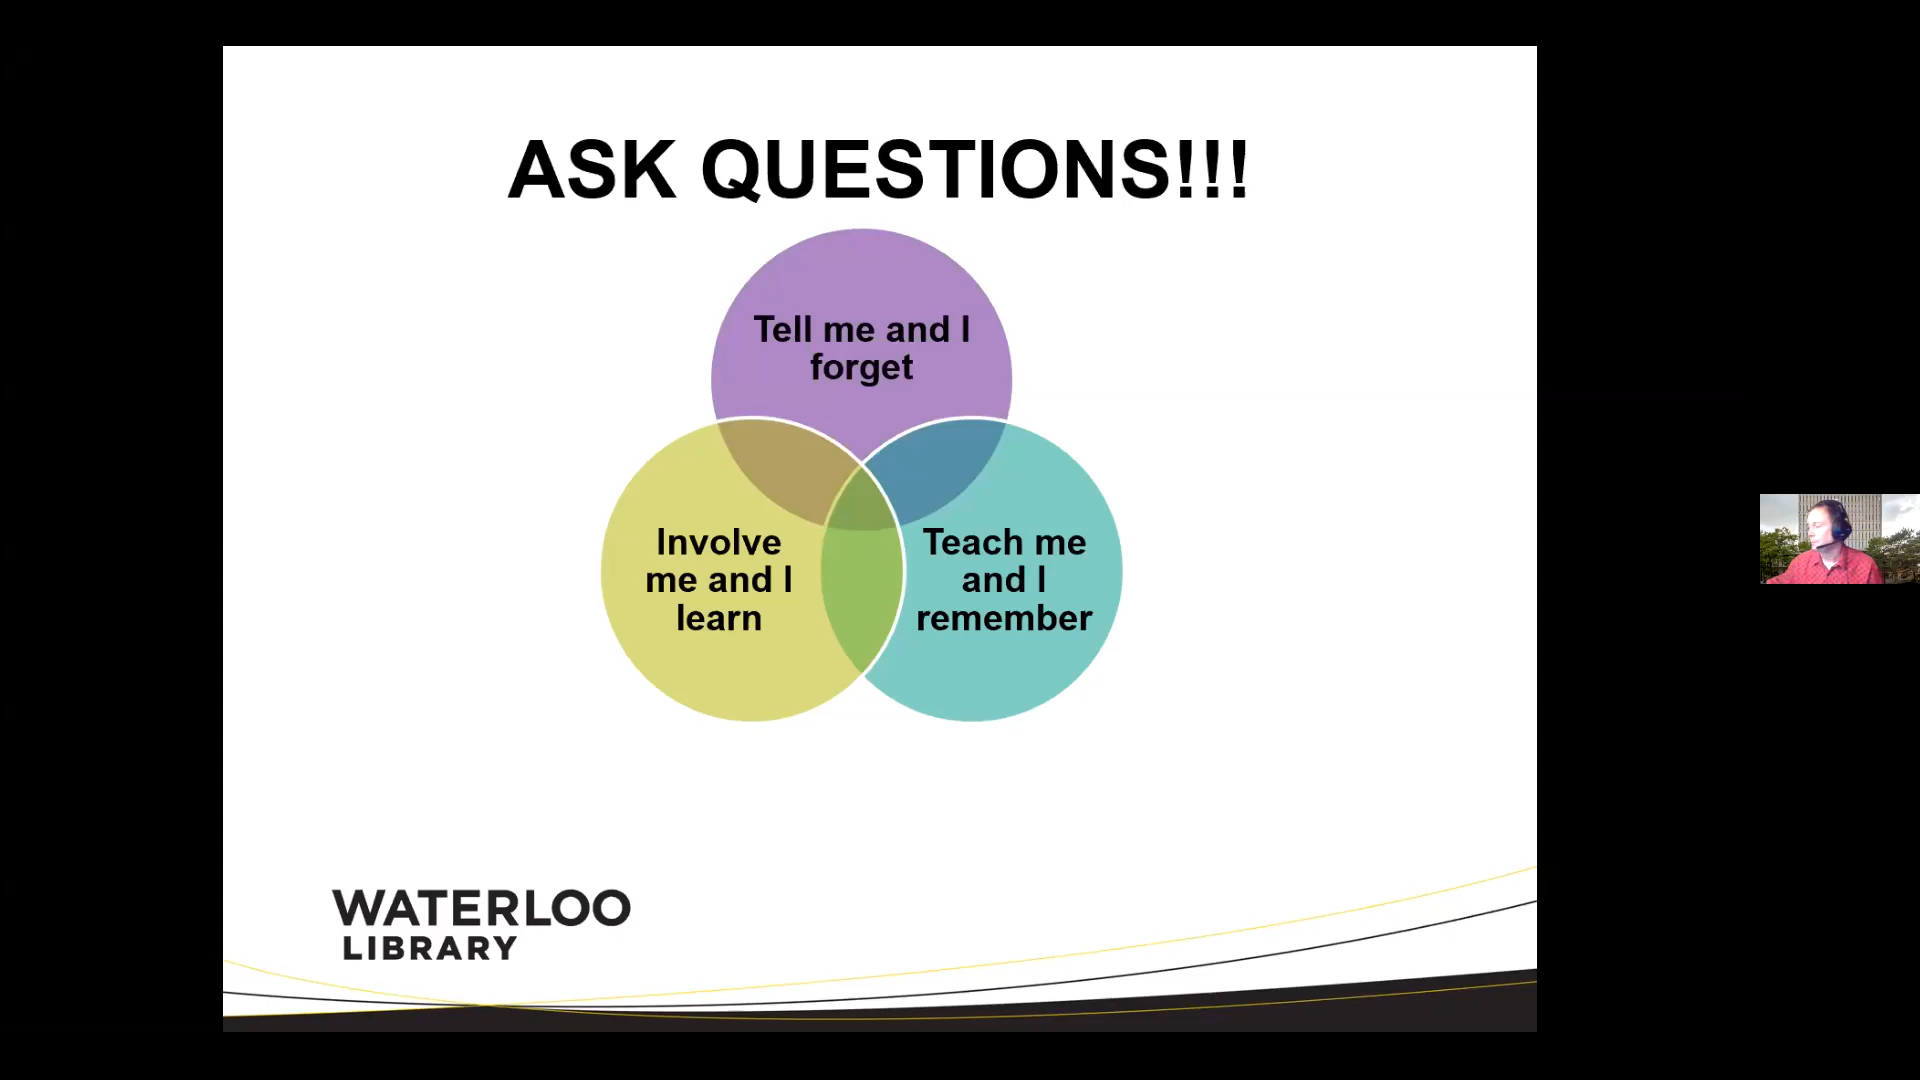 ASK QUESTIONS!!!
Tell me and I
forget
Involve
me and I
learn
Teach me
and I
remember
WATERLOO
LIBRARY